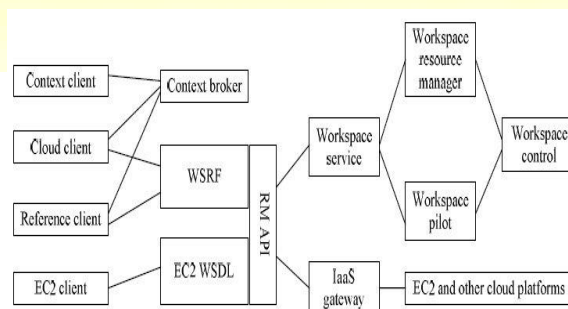 Context client
Cloud client
Reference client
EC2 client
Context broker
WSRF
EC2 WSDL
RM API
Workspace
service
IaaS
gateway
Workspace
resource
manager
Workspace
pilot
Workspace
control
EC2 and other cloud platforms